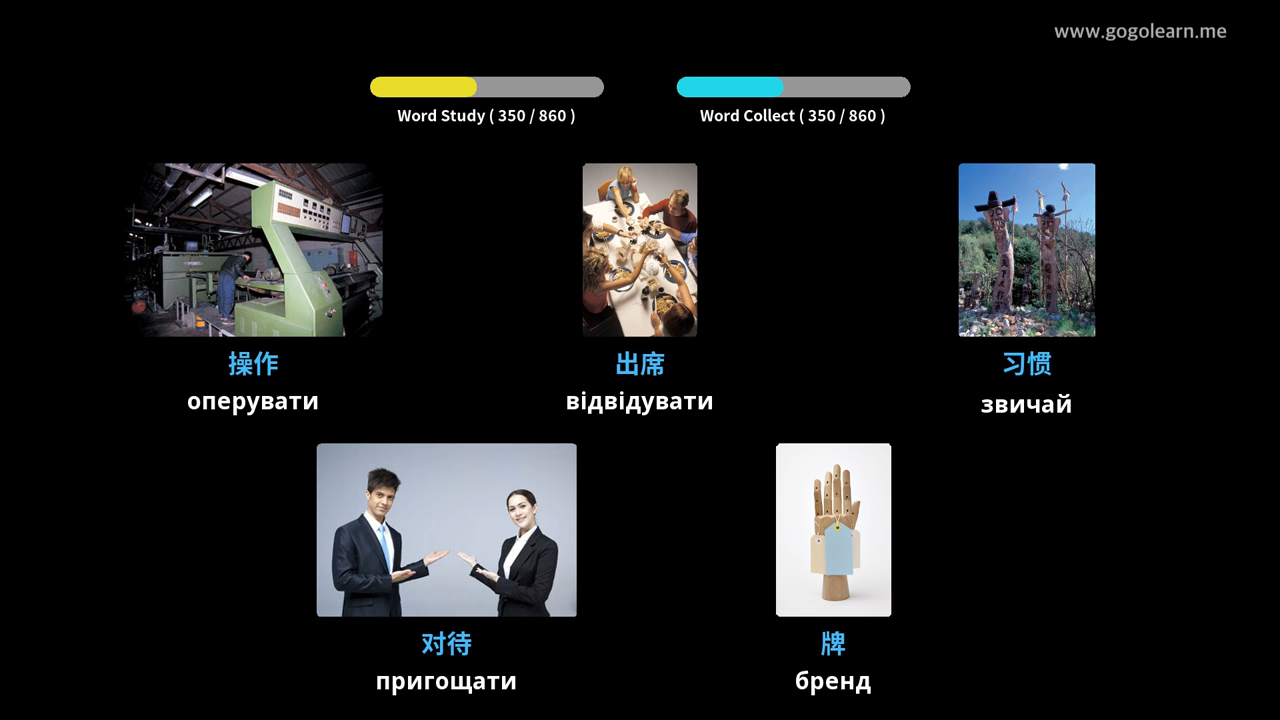 www.gogolearn.me
Word Study ( 350 / 860 )
Word Collect ( 350 / 860 )
操作
оперувати
出席
відвідувати
习惯
звичай
对待
пригощати
牌
бренд